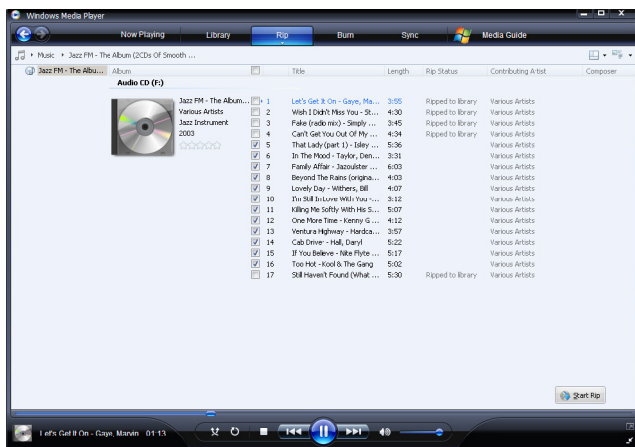 Windows Media Player
Now Playing Library Rip Burn Sync Media Guide
Music Jazz FM - The Album (2CDs Of Smooth ...
Jazz FM - The Albu... Album Title Length Rip Status Contributing Artist Composer
Audio CD (F:)
Jazz FM - The Album... 1 Let's Get It On - Gaye, Ma... 3:55 Ripped to library Various Artists
Various Artists 2 Wish I Didn't Miss You - St... 4:30 Ripped to library Various Artists
Jazz Instrument 3 Fake (radio mix) - Simply ... 3:45 Ripped to library Various Artists
2003 4 Can't Get You Out Of My ... 4:34 Ripped to library Various Artists
5 That Lady (part 1) - Isley ... 5:36 Various Artists
6 In The Mood - Taylor, Den... 3:31 Various Artists
7 Family Affair - Jazoulster ... 6:03 Various Artists
8 Beyond The Rains (origina... 4:03 Various Artists
9 Lovely Day - Withers, Bill 4:07 Various Artists
10 I'm Still In Love With You - ... 3:12 Various Artists
11 Killing Me Softly With His S... 5:07 Various Artists
12 One More Time - Kenny G ... 4:12 Various Artists
13 Ventura Highway - Hardca... 3:57 Various Artists
14 Cab Driver - Hall, Daryl 5:22 Various Artists
15 If You Believe - Nite Flyte ... 5:17 Various Artists
16 Too Hot - Kool & The Gang 5:02 Various Artists
17 Still Haven't Found (What ... 5:30 Ripped to library Various Artists
Start Rip
Let's Get It On - Gaye, Marvin 01:13